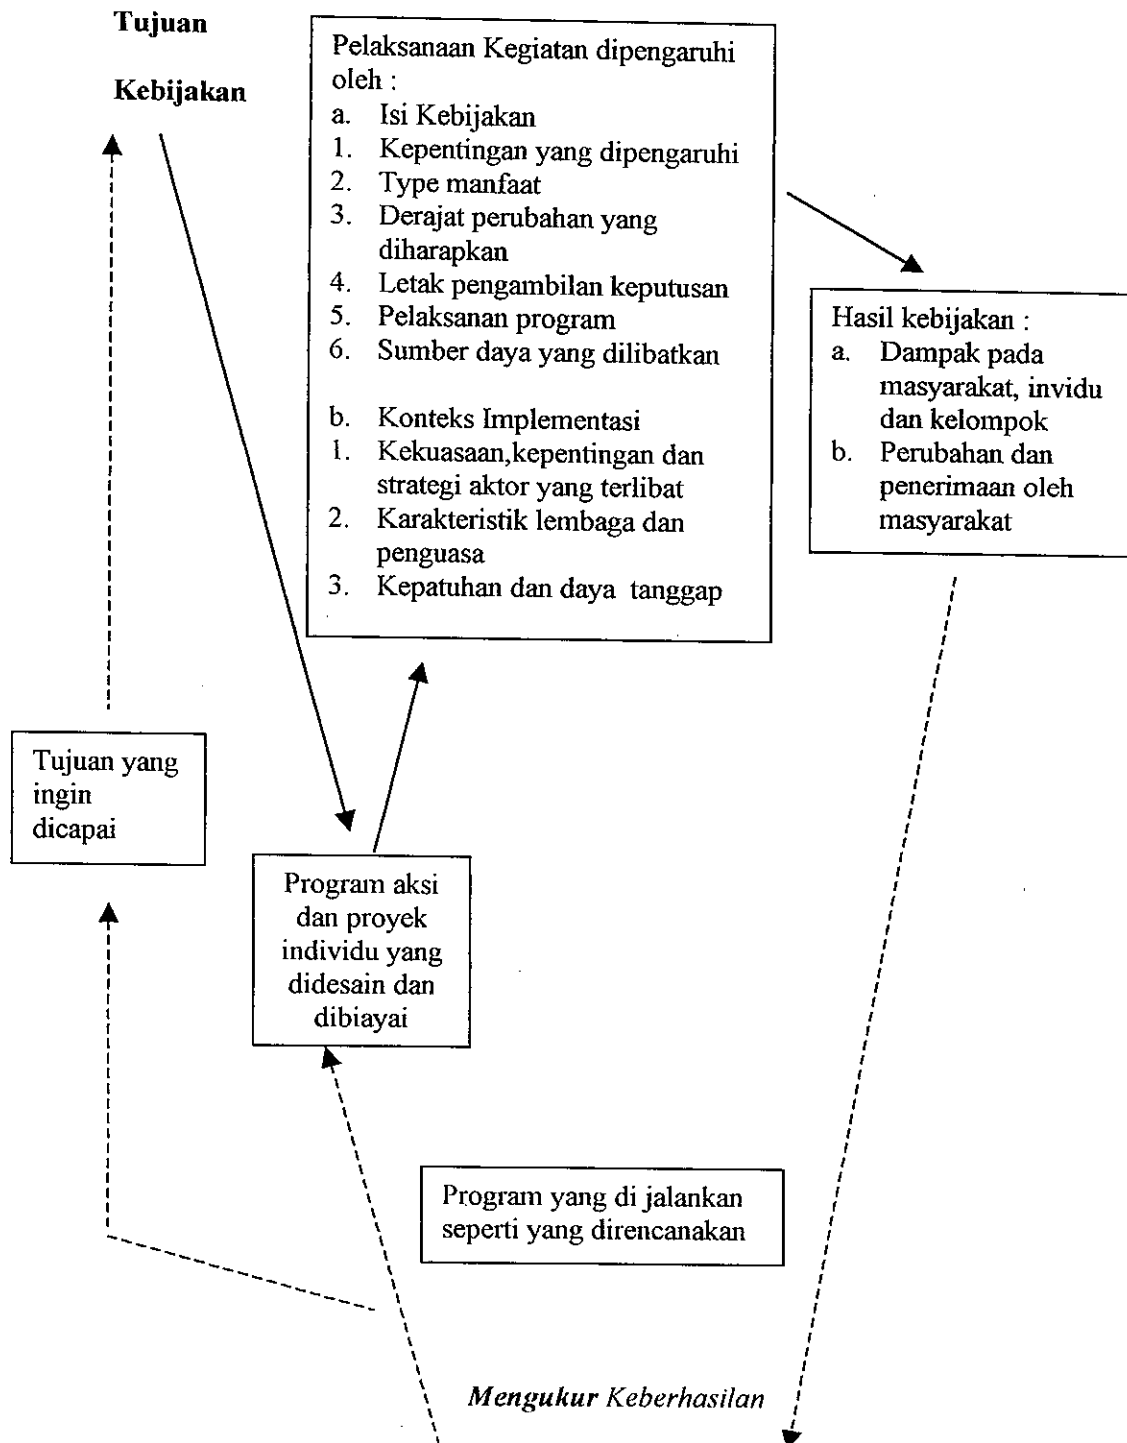 Tujuan
Kebijakan
Pelaksanaan Kegiatan dipengaruhi
oleh :
a. Isi Kebijakan
1. Kepentingan yang dipengaruhi
2. Type manfaat
3. Derajat perubahan yang
diharapkan
4. Letak pengambilan keputusan
5. Pelaksanan program
6. Sumber daya yang dilibatkan
b. Konteks Implementasi
1. Kekuasaan,kepentingan dan
strategi aktor yang terlibat
2. Karakteristik lembaga dan
penguasa
3. Kepatuhan dan daya tanggap
Hasil kebijakan :
a. Dampak pada
masyarakat, invidu
dan kelompok
b. Perubahan dan
penerimaan oleh
masyarakat
Tujuan yang
ingin
dicapai
Program aksi
dan proyek
individu yang
didesain dan
dibiayai
Program yang di jalankan
seperti yang direncanakan
Mengukur Keberhasilan